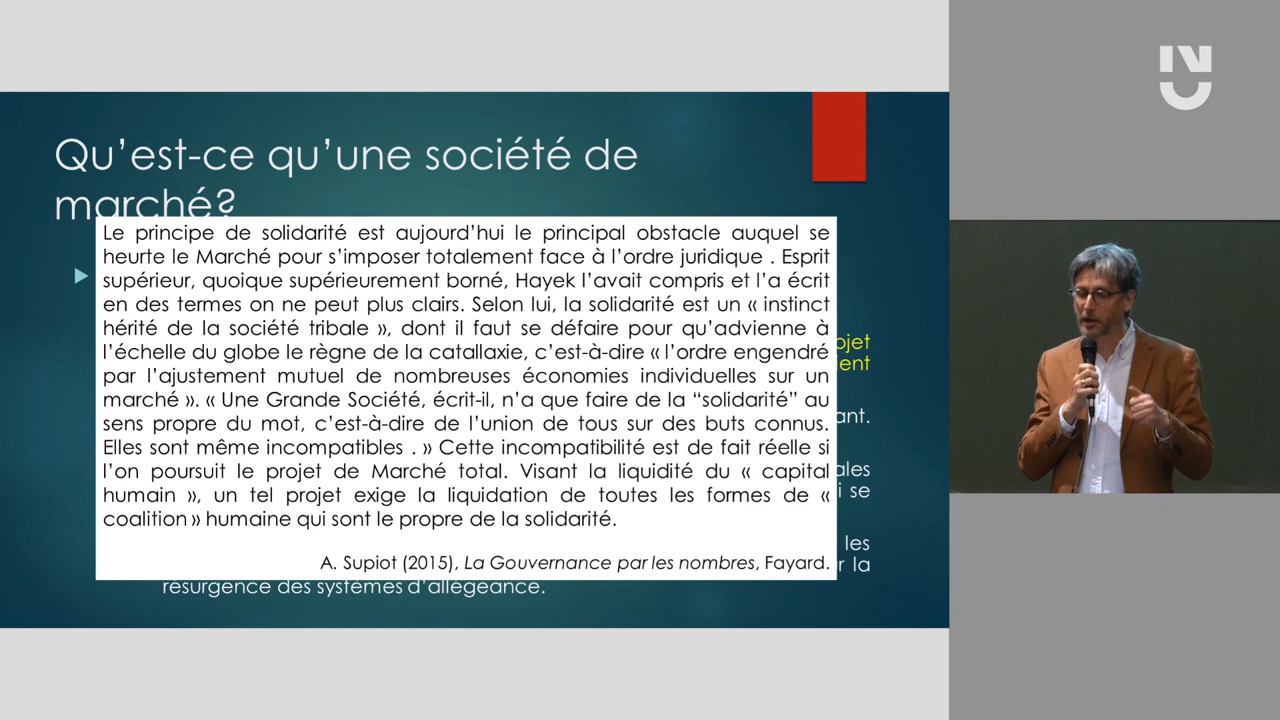 Qu’est-ce qu’une société de
marché?
Le principe de solidarité est aujourd’hui le principal obstacle auquel se
heurte le Marché pour s’imposer totalement face à l’ordre juridique . Esprit
supérieur, quoique supérieurement borné, Hayek l’avait compris et l’a écrit
en des termes on ne peut plus clairs. Selon lui, la solidarité est un « instinct
hérité de la société tribale », dont il faut se défaire pour qu’advienne à
l’échelle du globe le règne de la catallaxie, c’est-à-dire « l’ordre engendré
par l’ajustement mutuel de nombreuses économies individuelles sur un
marché ». « Une Grande Société, écrit-il, n’a que faire de la “solidarité” au
sens propre du mot, c’est-à-dire de l’union de tous sur des buts connus.
Elles sont même incompatibles . » Cette incompatibilité est de fait réelle si
l’on poursuit le projet de Marché total. Visant la liquidité du « capital
humain », un tel projet exige la liquidation de toutes les formes de «
coalition » humaine qui sont le propre de la solidarité.
A. Supiot (2015), La Gouvernance par les nombres, Fayard.
les
la
résurgence des systèmes d’allégeance.